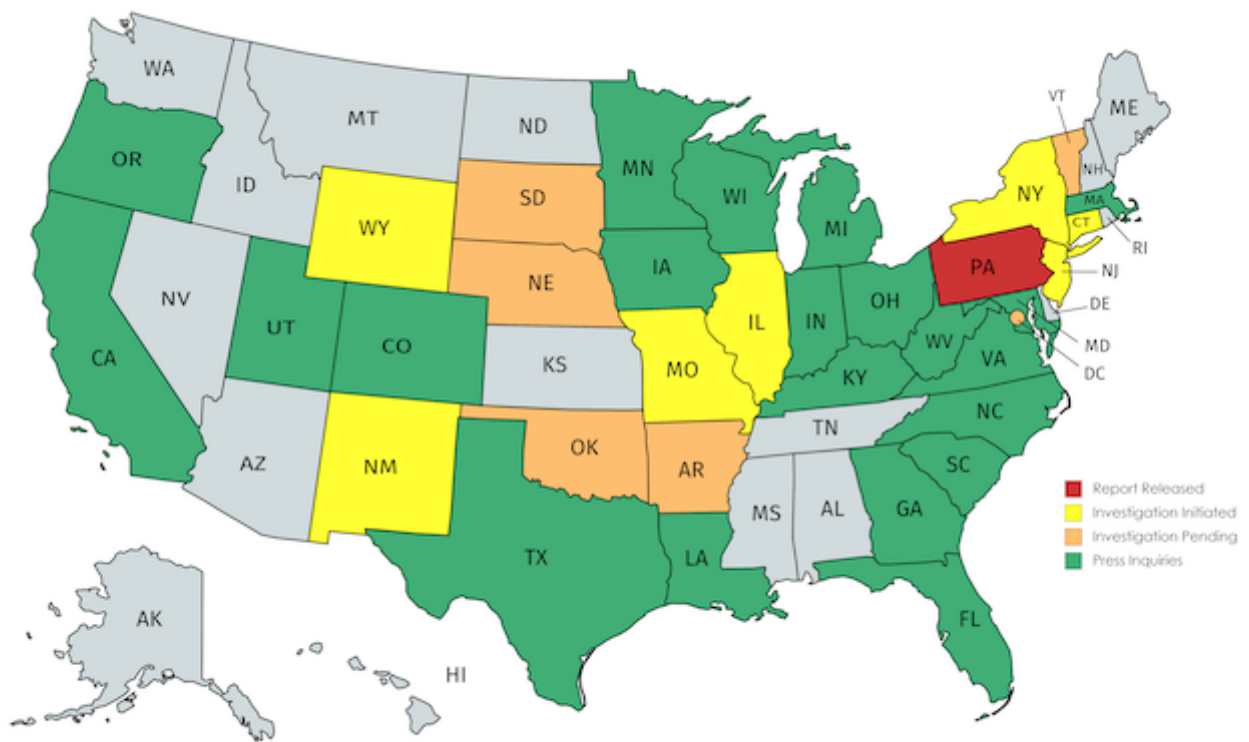 WA
MT
ND
MN
VT
ME
OR
ID
SD
WI
NH
NY
MA
WY
MI
CT
RI
IA
NE
PA
NJ
NV
UT
CO
IL
IN
OH
DE
MD
DC
CA
KS
MO
WV
VA
KY
NC
TN
AZ
NM
OK
AR
SC
MS
AL
GA
TX
LA
FL
AK
HI
Report Released
Investigation Initiated
Investigation Pending
Press Inquiries